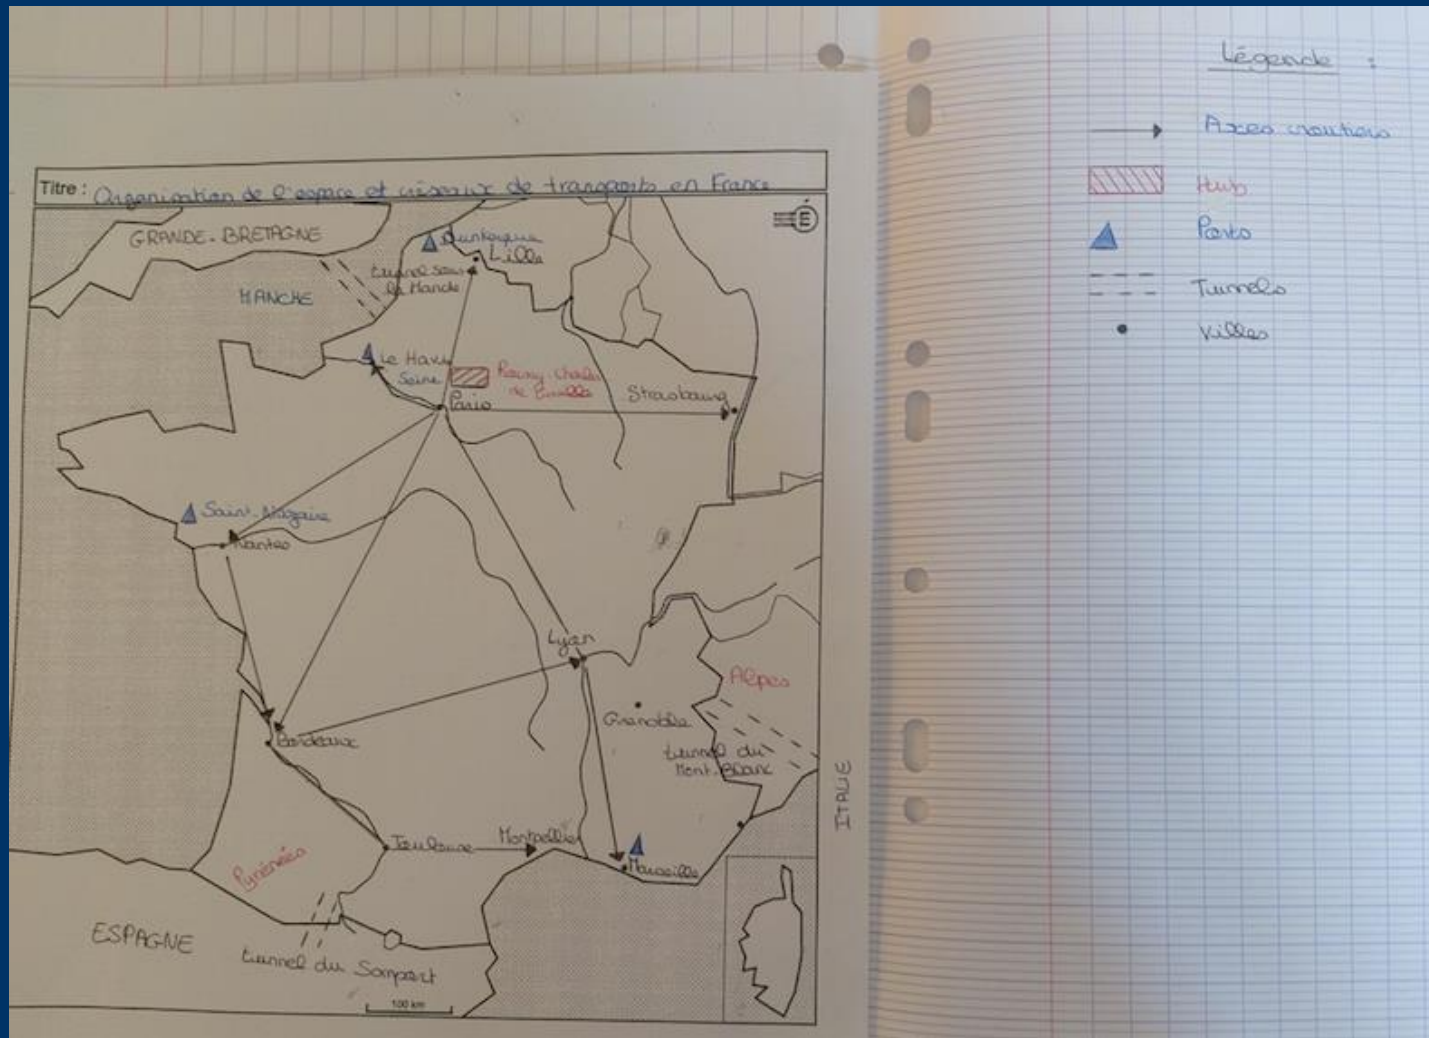 Titre : Organisation de l'espace et réseaux de transports en France
GRANDE-BRETAGNE
É
Dunkerque
Lille
tunnel sous
la Manche
MANCHE
Le Havre
Seine
Roissy-Charles
de Gaulle
Paris
Strasbourg
Saint-Nazaire
Nantes
Lyon
Alpes
Grenoble
tunnel du
Mont-Blanc
Bordeaux
ITALIE
Toulouse
Montpellier
Marseille
Pyrénées
ESPAGNE
tunnel du Somport
100 km
Légende :
Axes routiers
Hub
Ports
Tunnels
Villes